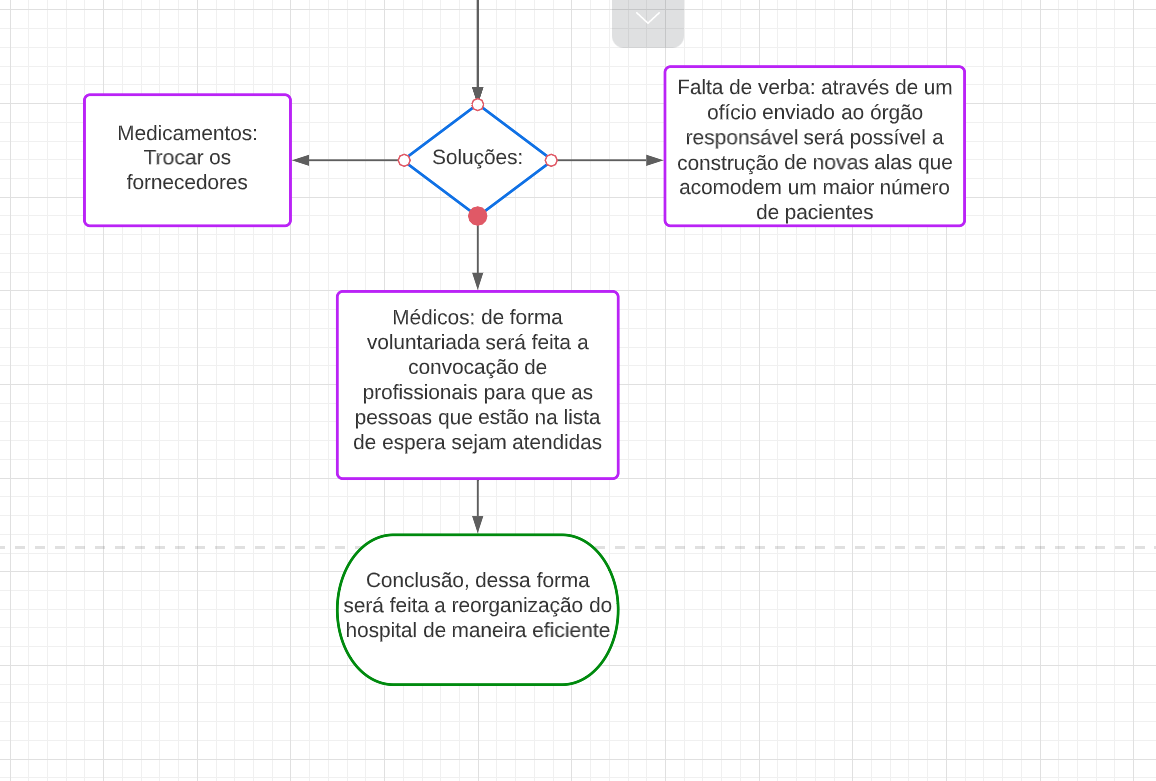 Soluções:
Medicamentos:
Trocar os
fornecedores
Falta de verba: através de um
ofício enviado ao órgão
responsável será possível a
construção de novas alas que
acomodem um maior número
de pacientes
Médicos: de forma
voluntariada será feita a
convocação de
profissionais para que as
pessoas que estão na lista
de espera sejam atendidas
Conclusão, dessa forma
será feita a reorganização do
hospital de maneira eficiente